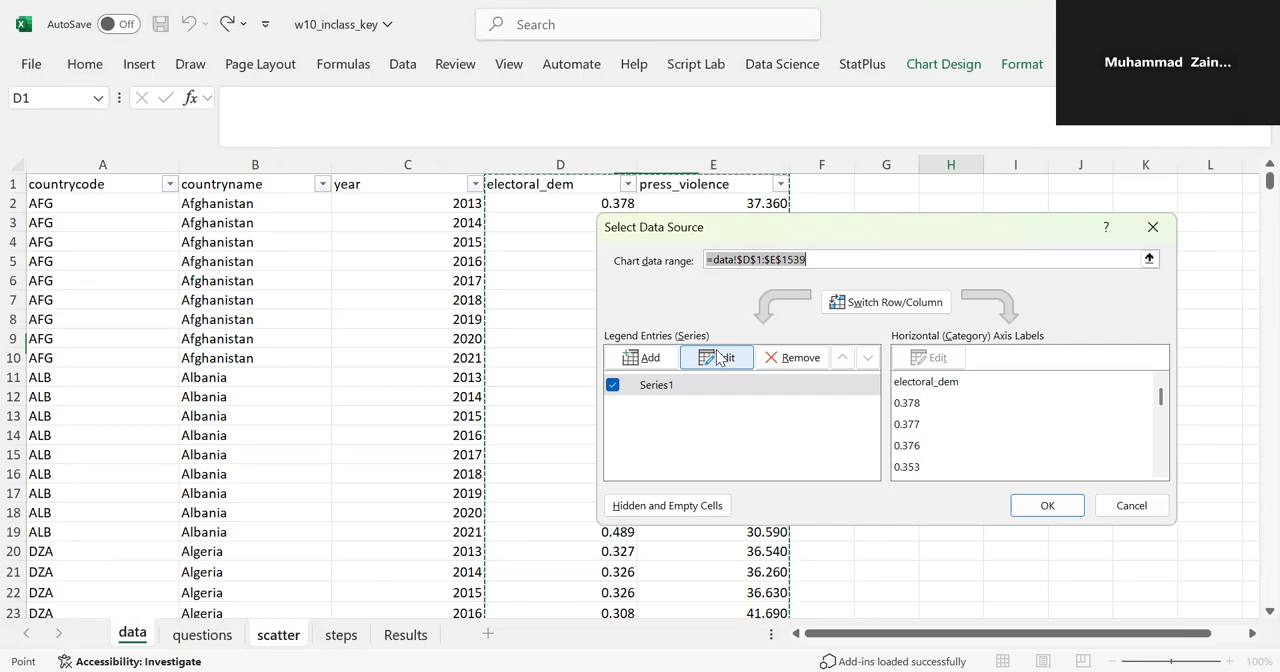 AutoSave Off w10_inclass_key Search
Muhammad Zain...
File Home Insert Draw Page Layout Formulas Data Review View Automate Help Script Lab Data Science StatPlus Chart Design Format
D1 fx
A B C D E F G H I J K L
1 countrycode countryname year electoral_dem press_violence
2 AFG Afghanistan 2013 0.378 37.360
3 AFG Afghanistan 2014
4 AFG Afghanistan 2015
5 AFG Afghanistan 2016
6 AFG Afghanistan 2017
7 AFG Afghanistan 2018
8 AFG Afghanistan 2019
9 AFG Afghanistan 2020
10 AFG Afghanistan 2021
11 ALB Albania 2013
12 ALB Albania 2014
13 ALB Albania 2015
14 ALB Albania 2016
15 ALB Albania 2017
16 ALB Albania 2018
17 ALB Albania 2019
18 ALB Albania 2020
19 ALB Albania 2021 0.489 30.590
20 DZA Algeria 2013 0.327 36.540
21 DZA Algeria 2014 0.326 36.260
22 DZA Algeria 2015 0.326 36.630
23 DZA Algeria 2016 0.308 41.690
Select Data Source ?
Chart data range: =data!$D$1:$E$1539
Switch Row/Column
Legend Entries (Series) Horizontal (Category) Axis Labels
Add Edit Remove Edit
Series1
electoral_dem
0.378
0.377
0.376
0.353
Hidden and Empty Cells OK Cancel
data questions scatter steps Results
Point Accessibility: Investigate Add-ins loaded successfully 100%